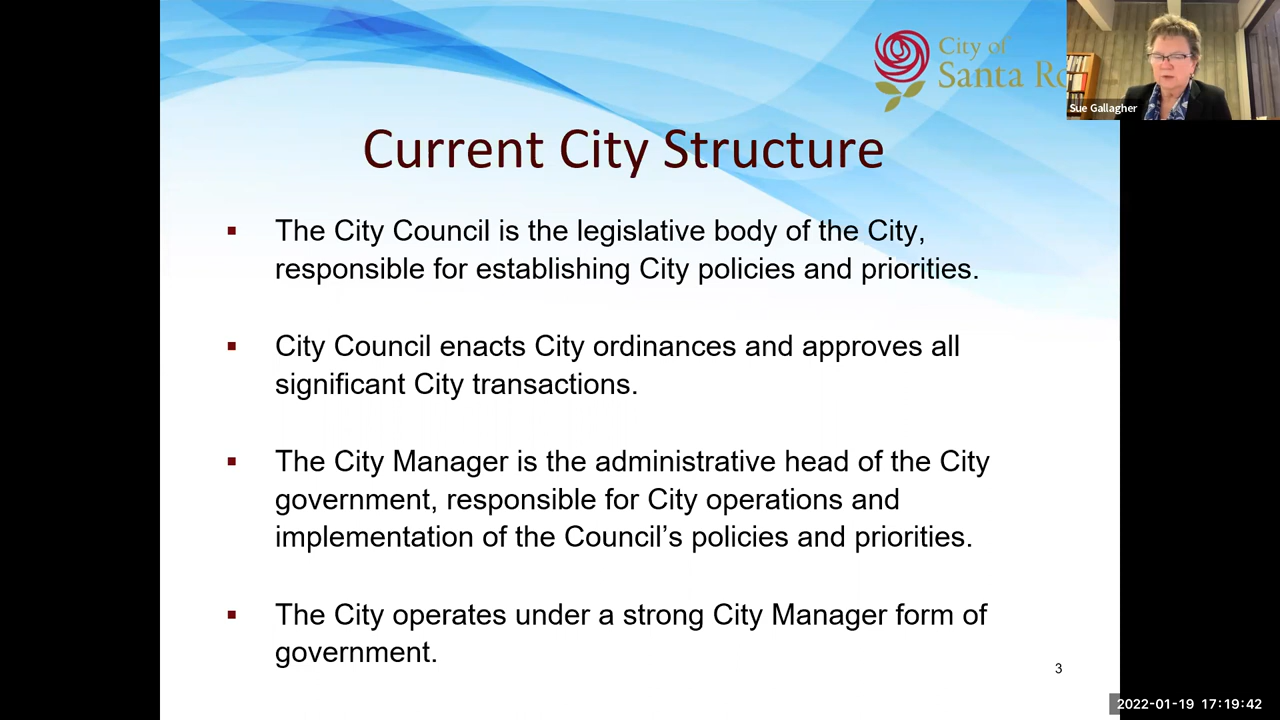 City of
Santa Ro
Sue Gallagher
Current City Structure
▪ The City Council is the legislative body of the City,
responsible for establishing City policies and priorities.
▪ City Council enacts City ordinances and approves all
significant City transactions.
▪ The City Manager is the administrative head of the City
government, responsible for City operations and
implementation of the Council’s policies and priorities.
▪ The City operates under a strong City Manager form of
government.
3
2022-01-19 17:19:42